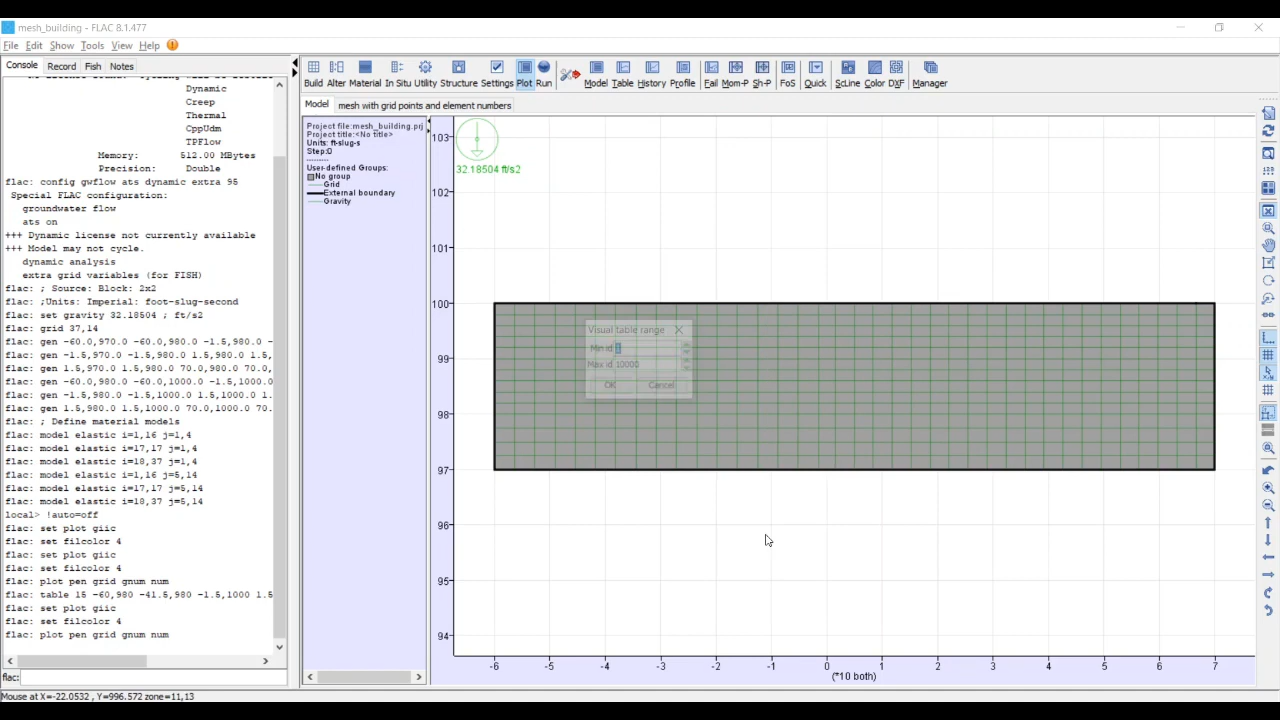 mesh_building - FLAC 8.1.477
File Edit Show Tools View Help
Console Record Fish Notes
Dynamic
Creep
Thermal
CppUdm
TPFlow
Memory: 512.00 MBytes
Precision: Double
flac: config gwflow ats dynamic extra 95
Special FLAC configuration:
groundwater flow
ats on
+++ Dynamic license not currently available
+++ Model may not cycle.
dynamic analysis
extra grid variables (for FISH)
flac: ; Source: Block: 2x2
flac: ;Units: Imperial: foot-slug-second
flac: set gravity 32.18504 ; ft/s2
flac: grid 37,14
flac: gen -60.0,970.0 -60.0,980.0 -1.5,980.0 -
flac: gen -1.5,970.0 -1.5,980.0 1.5,980.0 1.5,
flac: gen 1.5,970.0 1.5,980.0 70.0,980.0 70.0,
flac: gen -60.0,980.0 -60.0,1000.0 -1.5,1000.0
flac: gen -1.5,980.0 -1.5,1000.0 1.5,1000.0 1.
flac: gen 1.5,980.0 1.5,1000.0 70.0,1000.0 70.
flac: ; Define material models
flac: model elastic i=1,16 j=1,4
flac: model elastic i=17,17 j=1,4
flac: model elastic i=18,37 j=1,4
flac: model elastic i=1,16 j=5,14
flac: model elastic i=17,17 j=5,14
flac: model elastic i=18,37 j=5,14
local> !auto=off
flac: set plot giic
flac: set filcolor 4
flac: set plot giic
flac: set filcolor 4
flac: plot pen grid gnum num
flac: table 15 -60,980 -41.5,980 -1.5,1000 1.5
flac: set plot giic
flac: set filcolor 4
flac: plot pen grid gnum num
flac:
Mouse at X=-22.0532 , Y=996.572 zone=11,13
Build Alter Material In Situ Utility Structure Settings Plot Run Model Table History Profile Fail Mom-P Sh-P FoS Quick ScLine Color DXF Manager
Model mesh with grid points and element numbers
Project file:mesh_building.prj
Project title:<No title>
Units: ft-slug-s
Step:0
---------
User-defined Groups:
No group
Grid
External boundary
Gravity
32.18504 ft/s2
103
102
101
100
99
98
97
96
95
94
Visual table range
Min id 1
Max id 10000
OK Cancel
-6 -5 -4 -3 -2 -1 0 1 2 3 4 5 6 7
(*10 both)